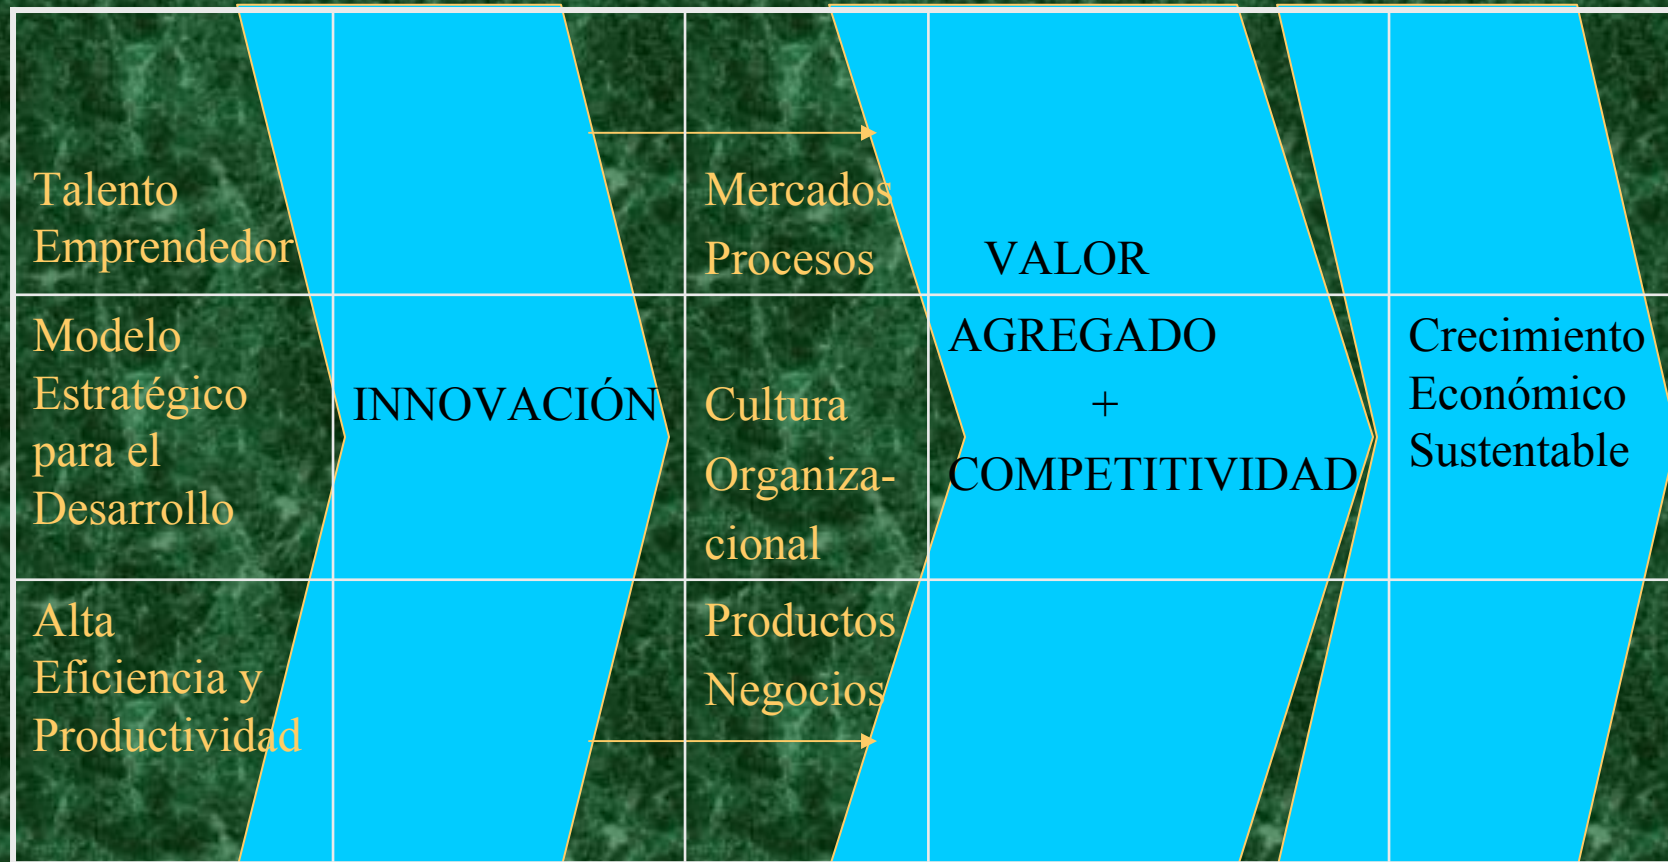 Talento
Emprendedor
Mercados
Procesos
VALOR
Modelo
Estratégico
para el
Desarrollo
INNOVACIÓN
Cultura
Organiza-
cional
AGREGADO
+
COMPETITIVIDAD
Crecimiento
Económico
Sustentable
Alta
Eficiencia y
Productividad
Productos
Negocios